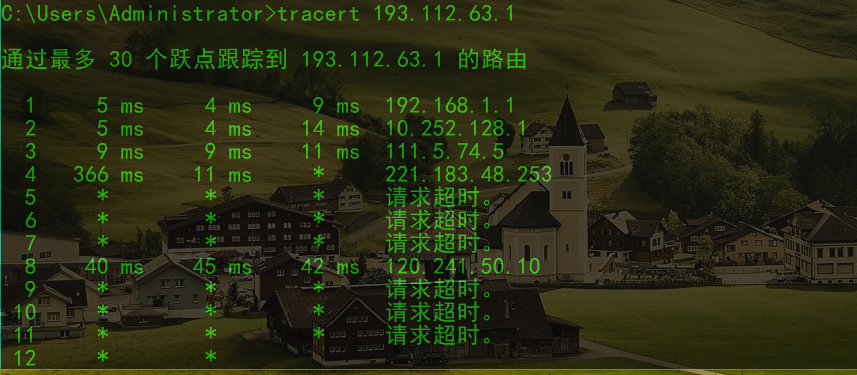 C:\Users\Administrator>tracert 193.112.63.1
通过最多 30 个跃点跟踪到 193.112.63.1 的路由
1 5 ms 4 ms 9 ms 192.168.1.1
2 5 ms 4 ms 14 ms 10.252.128.1
3 9 ms 9 ms 11 ms 111.5.74.5
4 366 ms 11 ms * 221.183.48.253
5 * * * 请求超时。
6 * * * 请求超时。
7 * * * 请求超时。
8 40 ms 45 ms 42 ms 120.241.50.10
9 * * * 请求超时。
10 * * * 请求超时。
11 * * * 请求超时。
12 * *